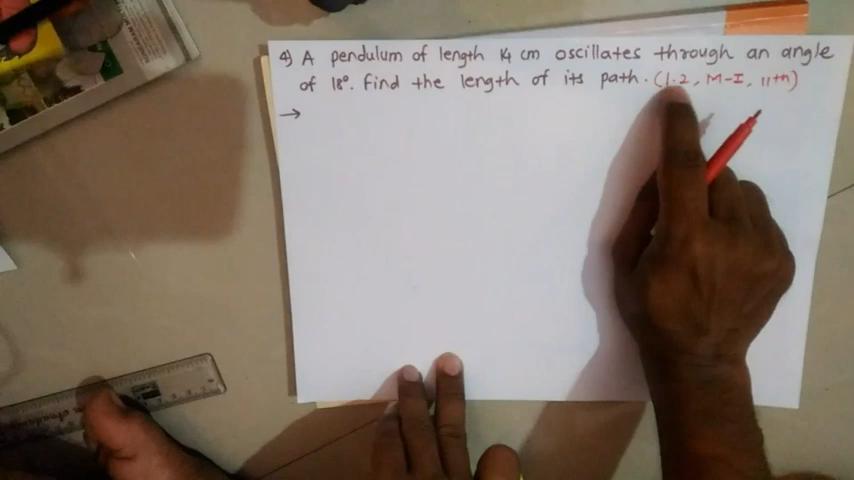 4) A pendulum of length 14 cm oscillates through an angle
of 18°. Find the length of its path. (1.2, M-I, 11th)
→